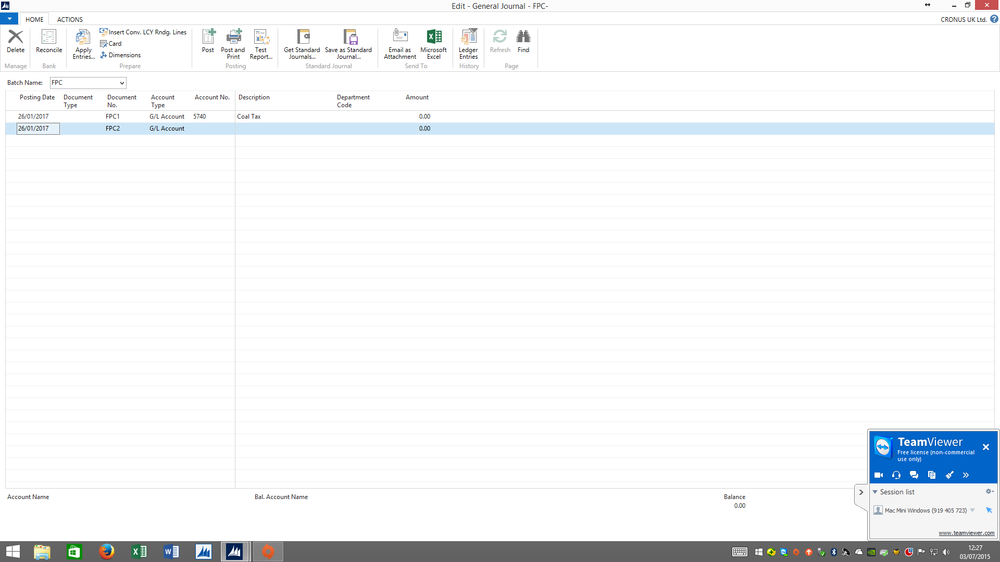 Edit - General Journal - FPC-
HOME ACTIONS
CRONUS UK Ltd.
Delete
Manage
Reconcile
Bank
Apply
Entries...
Insert Conv. LCY Rndg. Lines
Card
Dimensions
Prepare
Post
Post and
Print
Test
Report...
Posting
Get Standard
Journals...
Save as Standard
Journal...
Standard Journal
Email as
Attachment
Microsoft
Excel
Send To
Ledger
Entries
History
Refresh
Find
Page
Batch Name: FPC
Posting Date Document Type Document No. Account Type Account No. Description Department Code Amount
26/01/2017 FPC1 G/L Account 5740 Coal Tax 0.00
26/01/2017 FPC2 G/L Account 0.00
Account Name Bal. Account Name Balance
0.00
TeamViewer
Free license (non-commercial
use only)
Session list
Mac Mini Windows (919 405 723)
www.teamviewer.com
12:27
03/07/2015